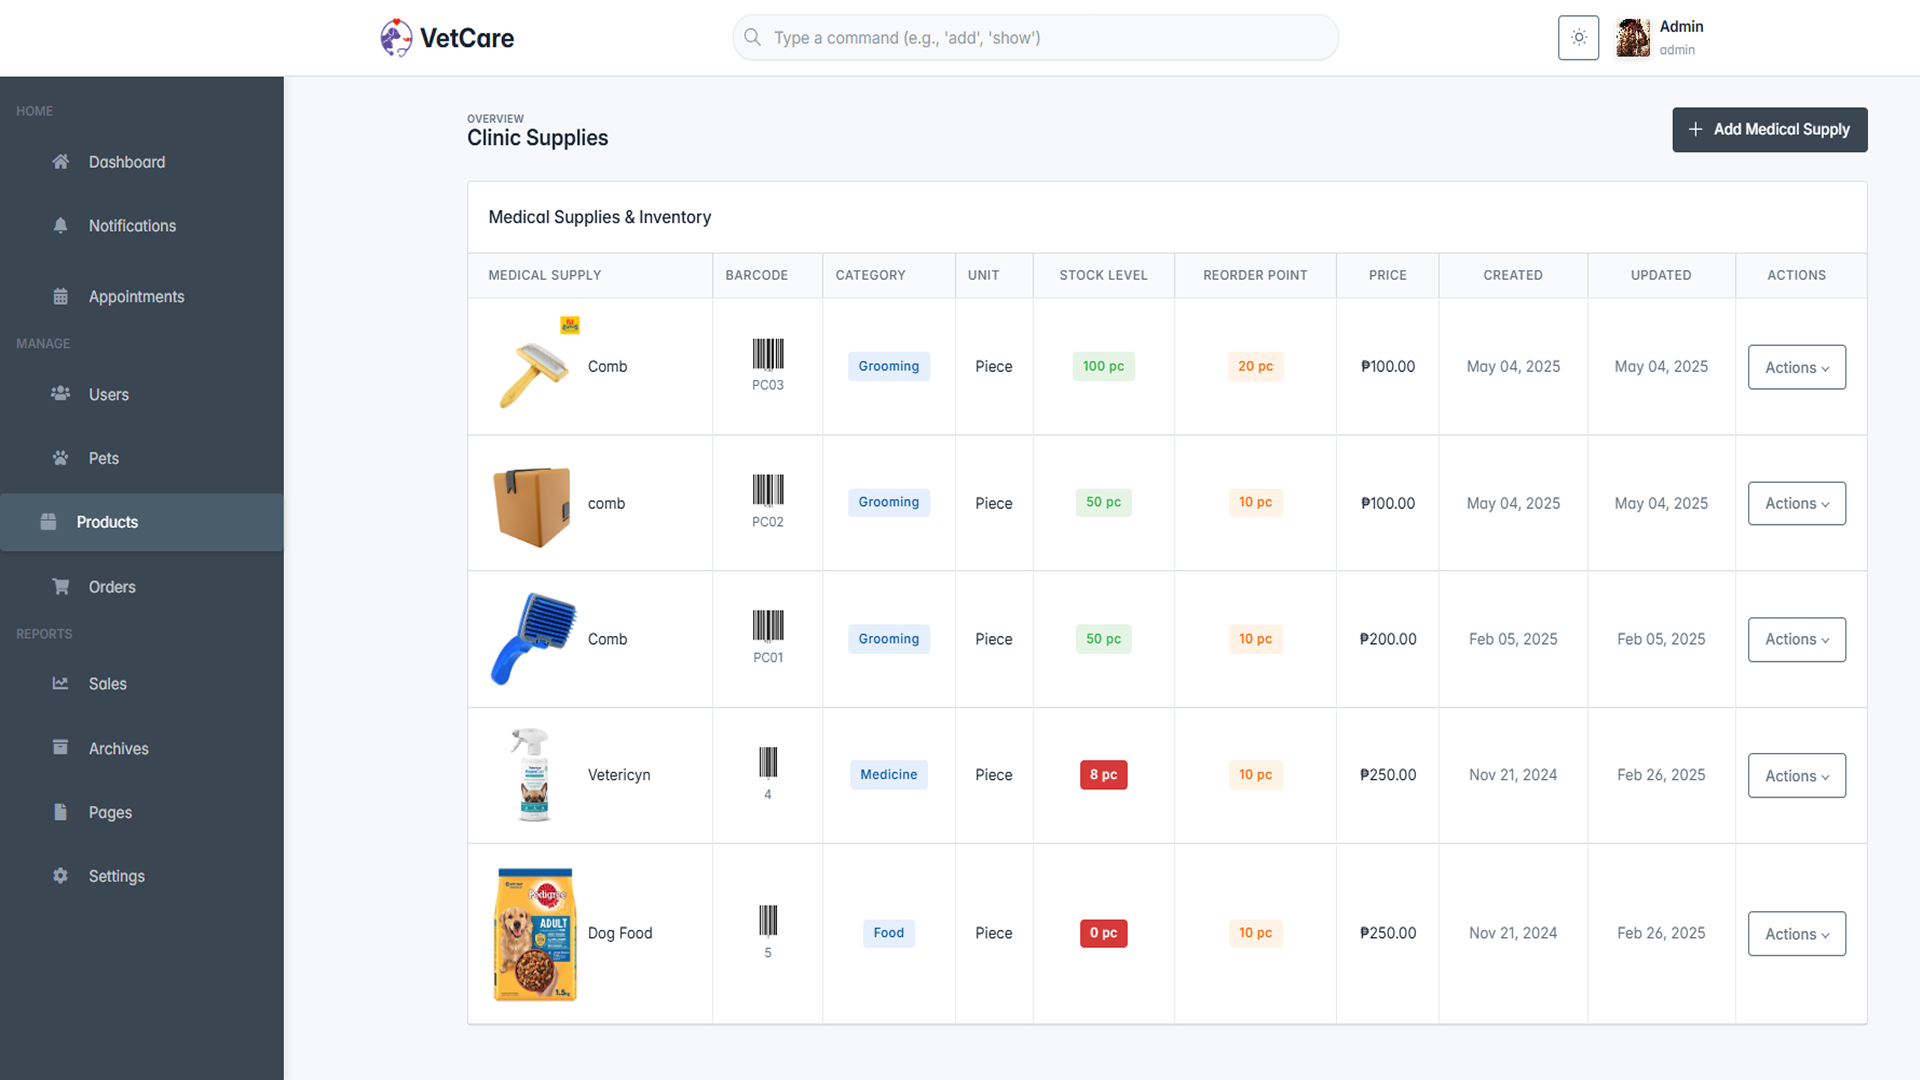 VetCare
Type a command (e.g., 'add', 'show')
Admin
admin
HOME
Dashboard
Notifications
Appointments
MANAGE
Users
Pets
Products
Orders
REPORTS
Sales
Archives
Pages
Settings
OVERVIEW
Clinic Supplies
+ Add Medical Supply
Medical Supplies & Inventory
MEDICAL SUPPLY BARCODE CATEGORY UNIT STOCK LEVEL REORDER POINT PRICE CREATED UPDATED ACTIONS
Comb PC03 Grooming Piece 100 pc 20 pc ₱100.00 May 04, 2025 May 04, 2025 Actions
comb PC02 Grooming Piece 50 pc 10 pc ₱100.00 May 04, 2025 May 04, 2025 Actions
Comb PC01 Grooming Piece 50 pc 10 pc ₱200.00 Feb 05, 2025 Feb 05, 2025 Actions
Vetericyn 4 Medicine Piece 8 pc 10 pc ₱250.00 Nov 21, 2024 Feb 26, 2025 Actions
Pedigree
ADULT
1.5kg
Dog Food 5 Food Piece 0 pc 10 pc ₱250.00 Nov 21, 2024 Feb 26, 2025 Actions